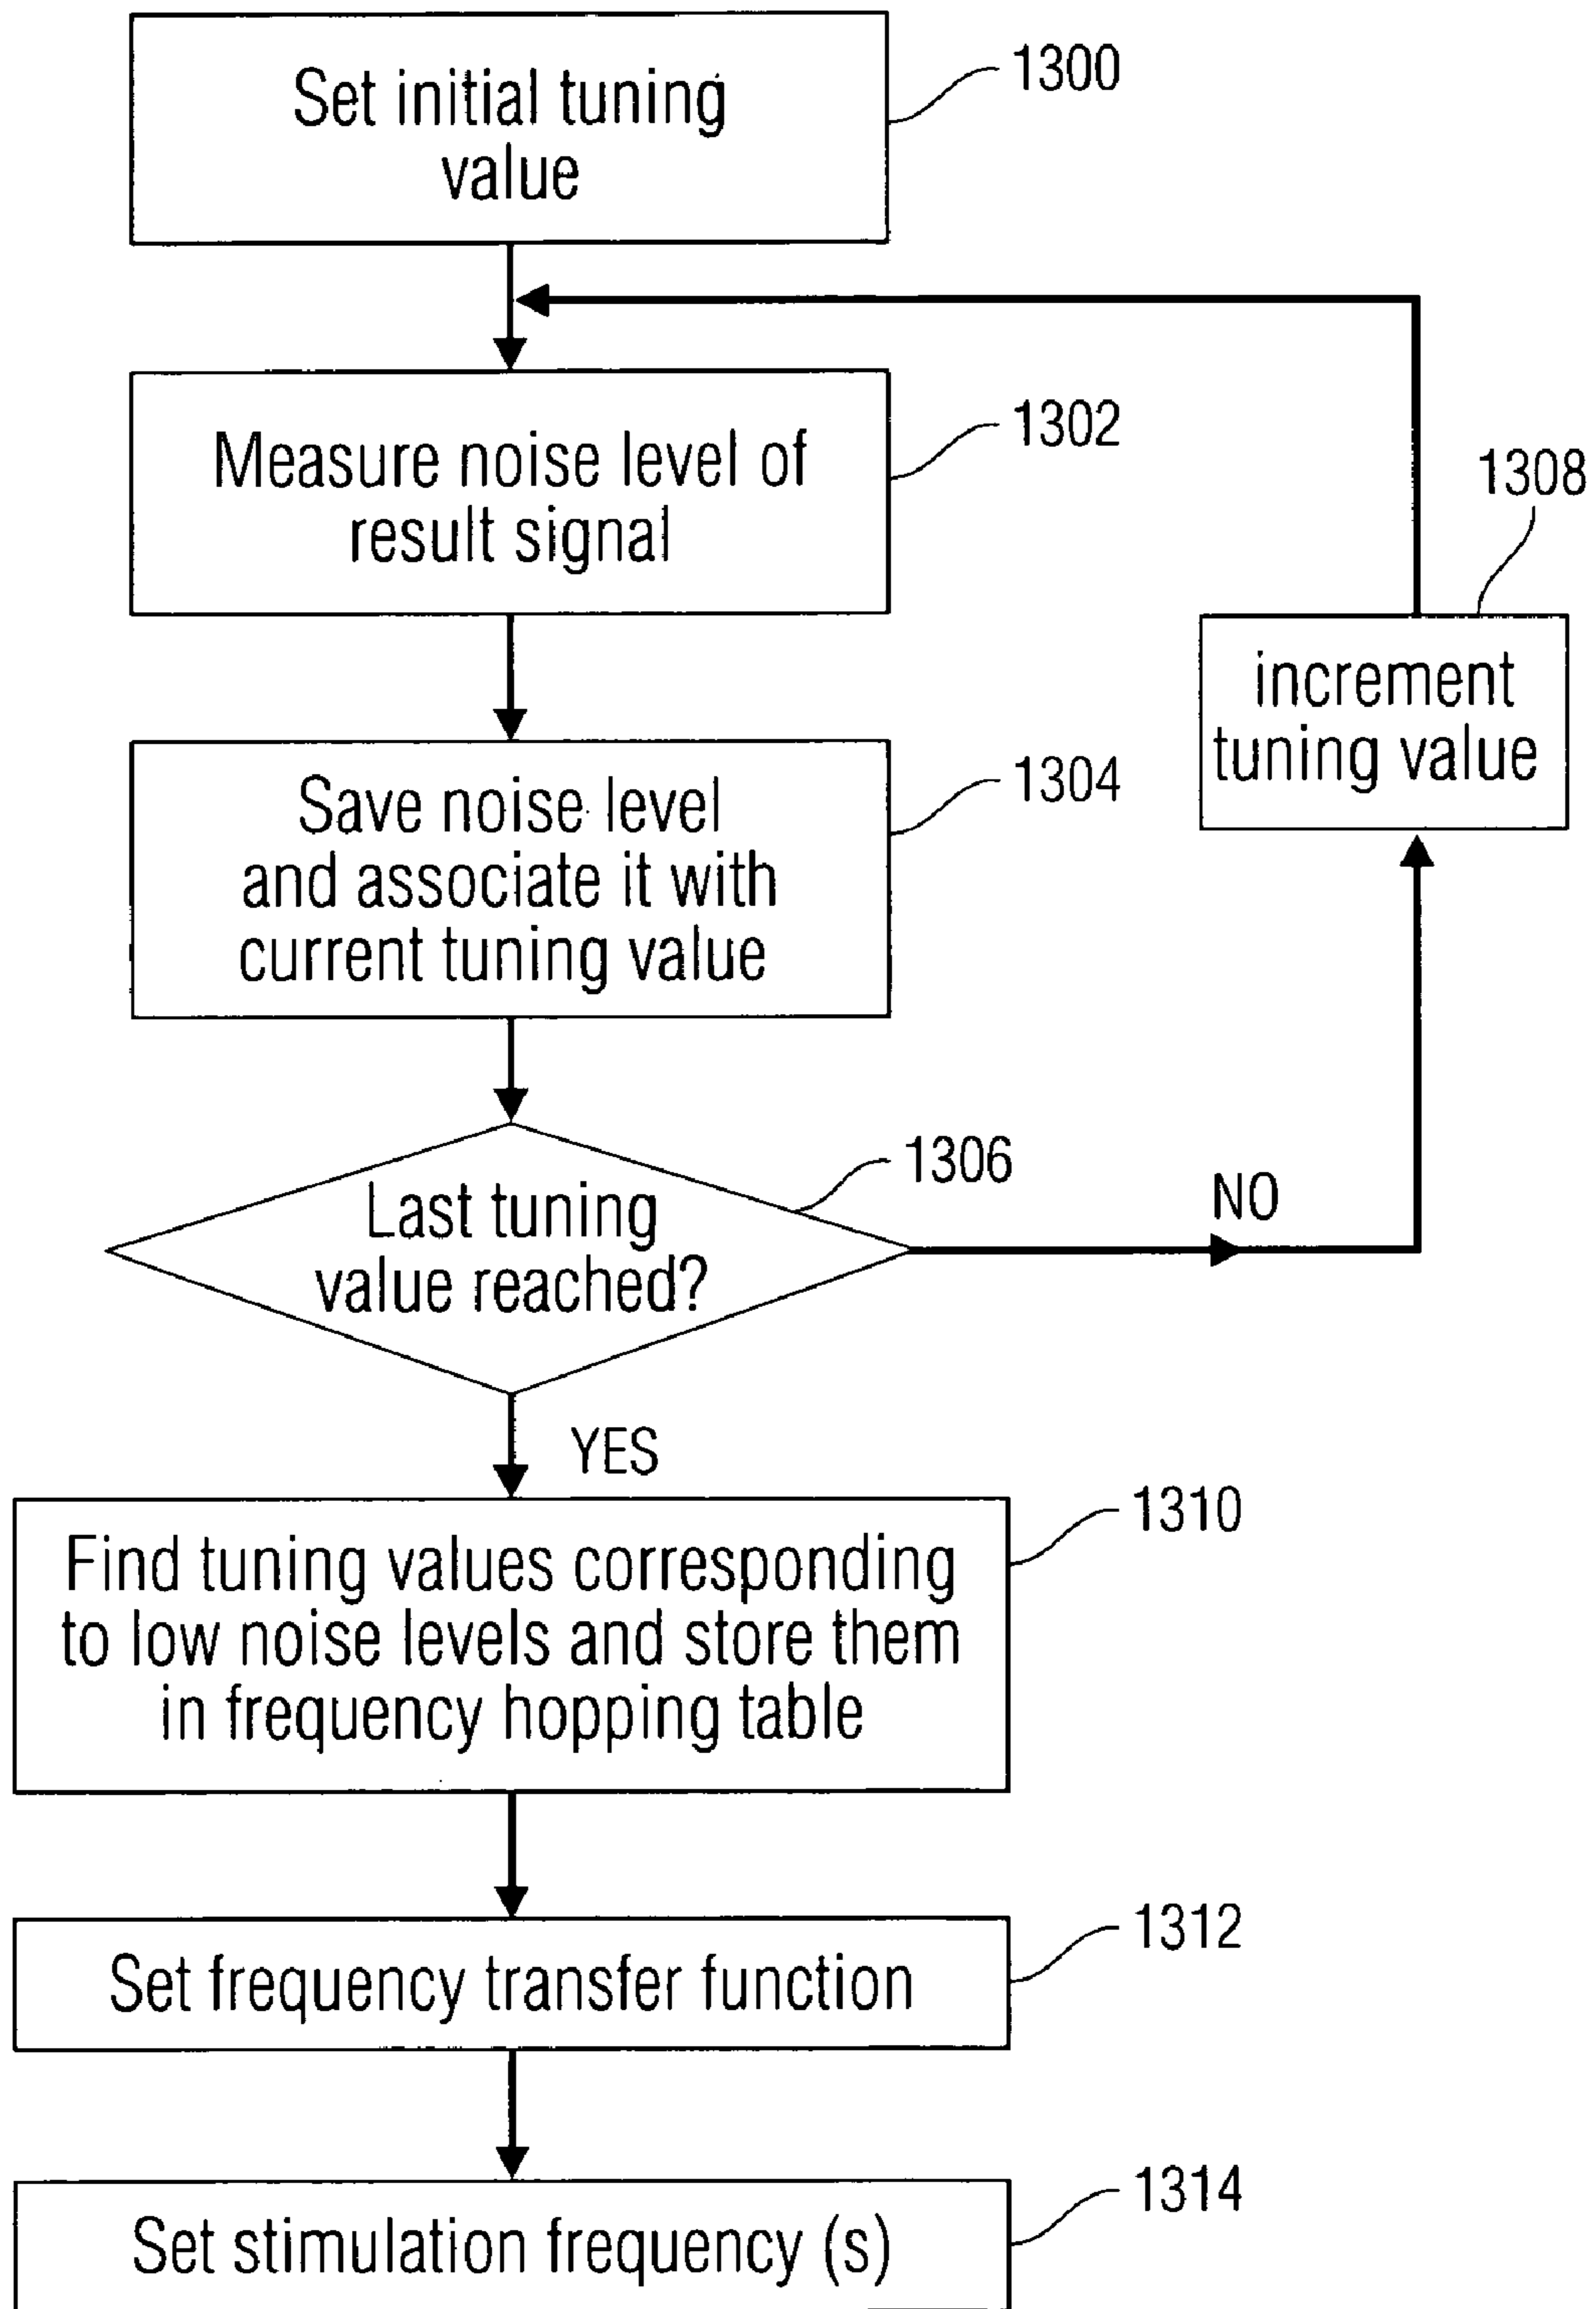 Set initial tuning
value
1300
Measure noise level of
result signal
1302
1308
increment
tuning value
Save noise level
and associate it with
current tuning value
1304
Last tuning
value reached?
1306
NO
YES
Find tuning values corresponding
to low noise levels and store them
in frequency hopping table
1310
Set frequency transfer function
1312
Set stimulation frequency (s)
1314